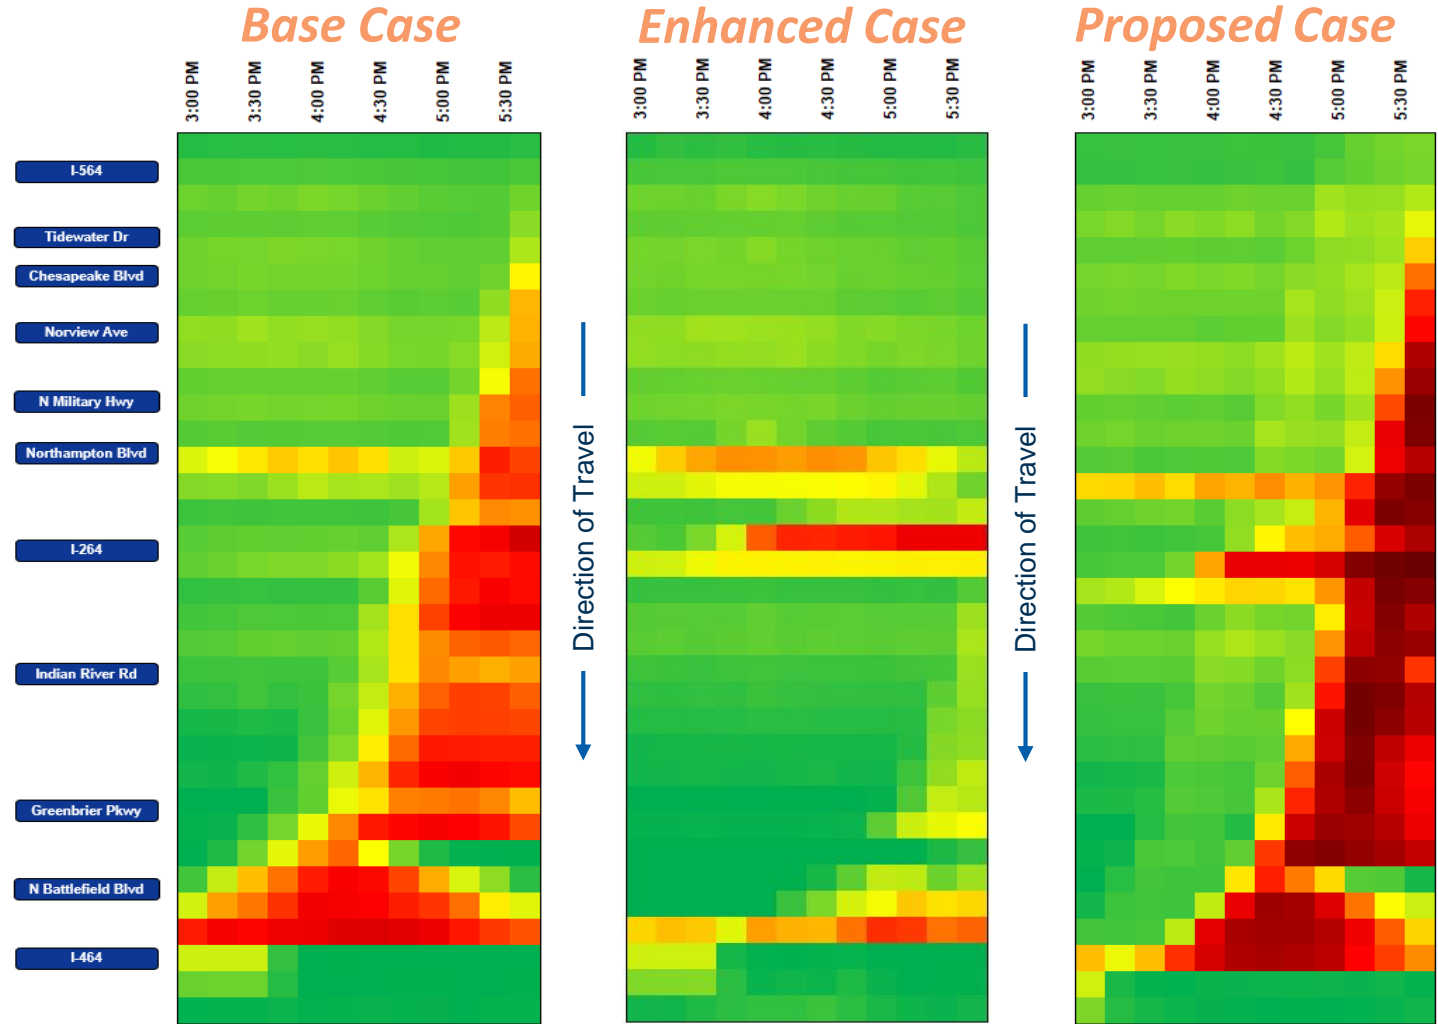 Base Case
Enhanced Case
Proposed Case
3:00 PM
3:30 PM
4:00 PM
4:30 PM
5:00 PM
5:30 PM
3:00 PM
3:30 PM
4:00 PM
4:30 PM
5:00 PM
5:30 PM
3:00 PM
3:30 PM
4:00 PM
4:30 PM
5:00 PM
5:30 PM
I-564
Tidewater Dr
Chesapeake Blvd
Norview Ave
N Military Hwy
Northampton Blvd
I-264
Indian River Rd
Greenbrier Pkwy
N Battlefield Blvd
I-464
Direction of Travel
Direction of Travel